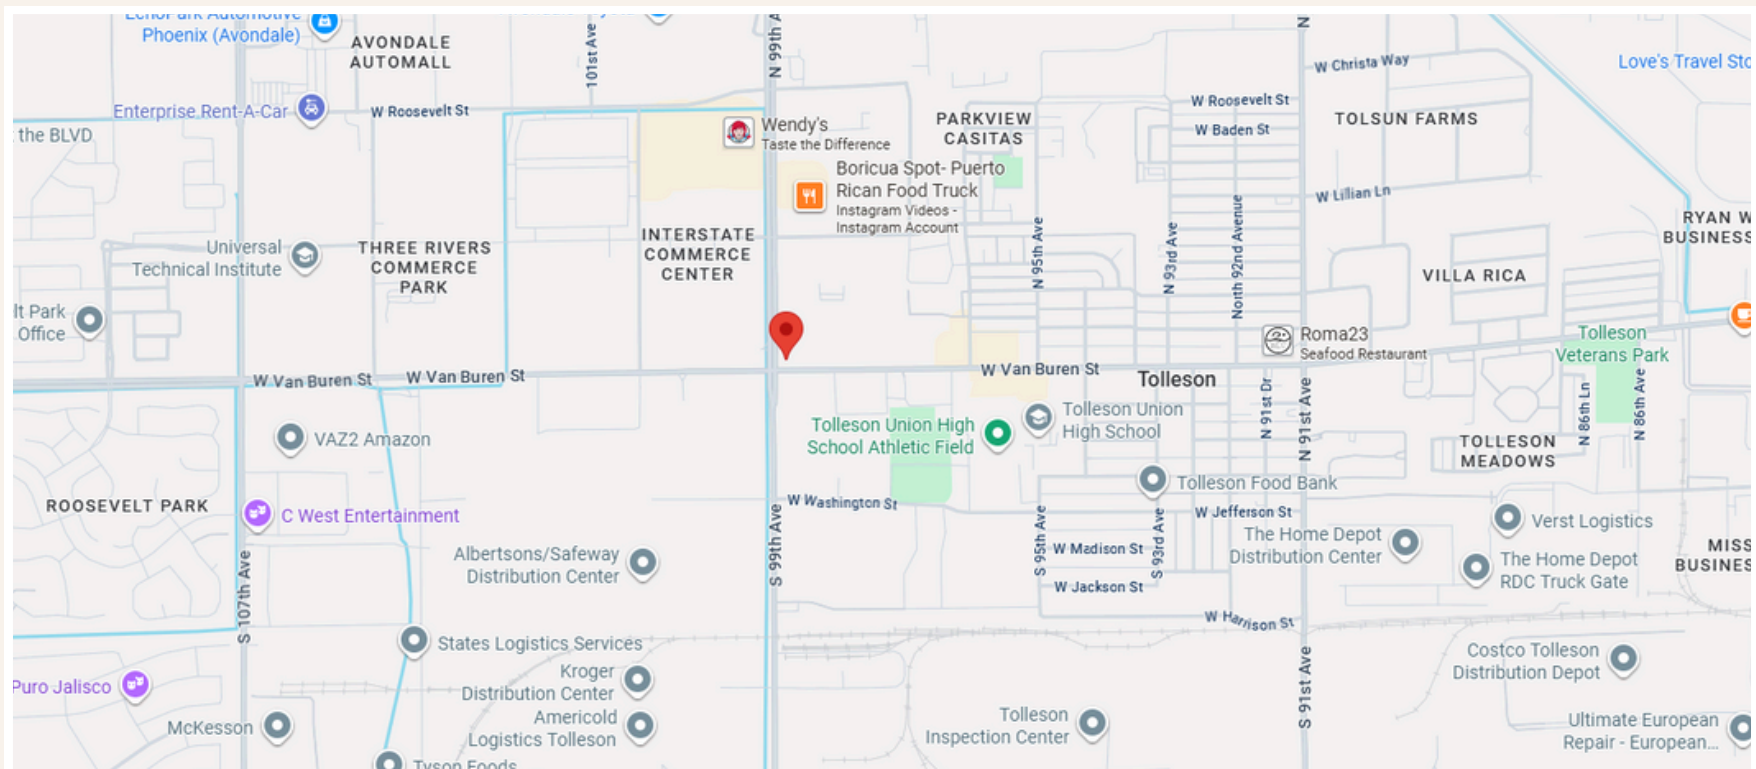 EchoPark Automotive
Phoenix (Avondale)
AVONDALE
AUTOMALL
101st Ave
N 99th A
N
W Christa Way
Love's Travel Sto
Enterprise Rent-A-Car
W Roosevelt St
the BLVD
Wendy's
Taste the Difference
PARKVIEW
CASITAS
W Roosevelt St
W Baden St
TOLSUN FARMS
Boricua Spot- Puerto
Rican Food Truck
Instagram Videos -
Instagram Account
W Lillian Ln
RYAN W
BUSINESS
Universal
Technical Institute
THREE RIVERS
COMMERCE
PARK
INTERSTATE
COMMERCE
CENTER
N 95th Ave
N 93rd Ave
North 92nd Avenue
VILLA RICA
lt Park
Office
Roma23
Seafood Restaurant
Tolleson
Veterans Park
W Van Buren St
W Van Buren St
W Van Buren St
Tolleson
N 91st Dr
N 91st Ave
N 86th Ln
N 86th Ave
VAZ2 Amazon
Tolleson Union High
School Athletic Field
Tolleson Union
High School
TOLLESON
MEADOWS
ROOSEVELT PARK
C West Entertainment
W Washington St
Tolleson Food Bank
W Jefferson St
Verst Logistics
S 107th Ave
Albertsons/Safeway
Distribution Center
S 99th Ave
S 95th Ave
W Madison St
S 93rd Ave
The Home Depot
Distribution Center
The Home Depot
RDC Truck Gate
MISS
BUSINES
W Jackson St
W Harrison St
States Logistics Services
Puro Jalisco
Kroger
Distribution Center
S 91st Ave
Costco Tolleson
Distribution Depot
McKesson
Americold
Logistics Tolleson
Tolleson
Inspection Center
Ultimate European
Repair - European...
Tyson Foods